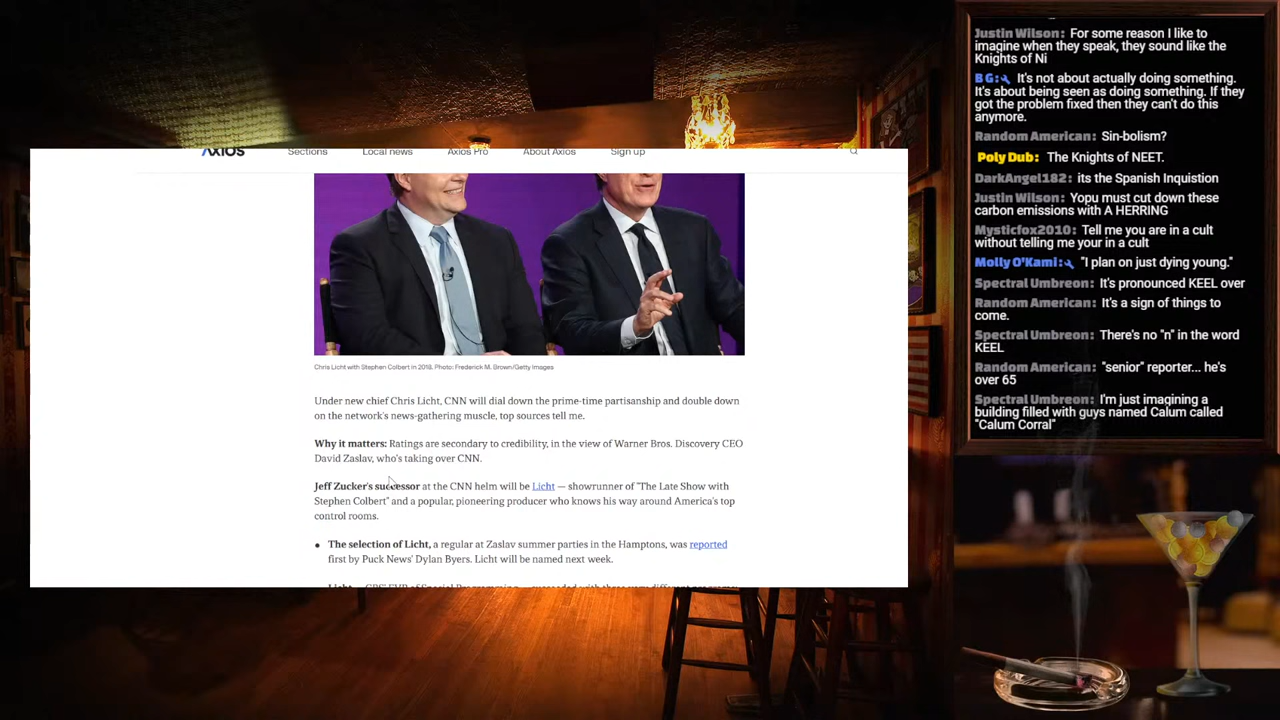 AXIOS
Sections
Local news
Axios Pro
About Axios
Sign up
Chris Licht with Stephen Colbert in 2018. Photo: Frederick M. Brown/Getty Images
Under new chief Chris Licht, CNN will dial down the prime-time partisanship and double down
on the network's news-gathering muscle, top sources tell me.
Why it matters: Ratings are secondary to credibility, in the view of Warner Bros. Discovery CEO
David Zaslav, who's taking over CNN.
Jeff Zucker's successor at the CNN helm will be Licht — showrunner of "The Late Show with
Stephen Colbert" and a popular, pioneering producer who knows his way around America's top
control rooms.
• The selection of Licht, a regular at Zaslav summer parties in the Hamptons, was reported
first by Puck News' Dylan Byers. Licht will be named next week.
Justin Wilson: For some reason I like to
imagine when they speak, they sound like the
Knights of Ni
B G: It's not about actually doing something.
It's about being seen as doing something. If they
got the problem fixed then they can't do this
anymore.
Random American: Sin-bolism?
Poly Dub: The Knights of NEET.
DarkAngel182: its the Spanish Inquistion
Justin Wilson: Yopu must cut down these
carbon emissions with A HERRING
Mysticfox2010: Tell me you are in a cult
without telling me your in a cult
Molly O'Kami: "I plan on just dying young."
Spectral Umbreon: It's pronounced KEEL over
Random American: It's a sign of things to
come.
Spectral Umbreon: There's no "n" in the word
KEEL
Random American: "senior" reporter... he's
over 65
Spectral Umbreon: I'm just imagining a
building filled with guys named Calum called
"Calum Corral"